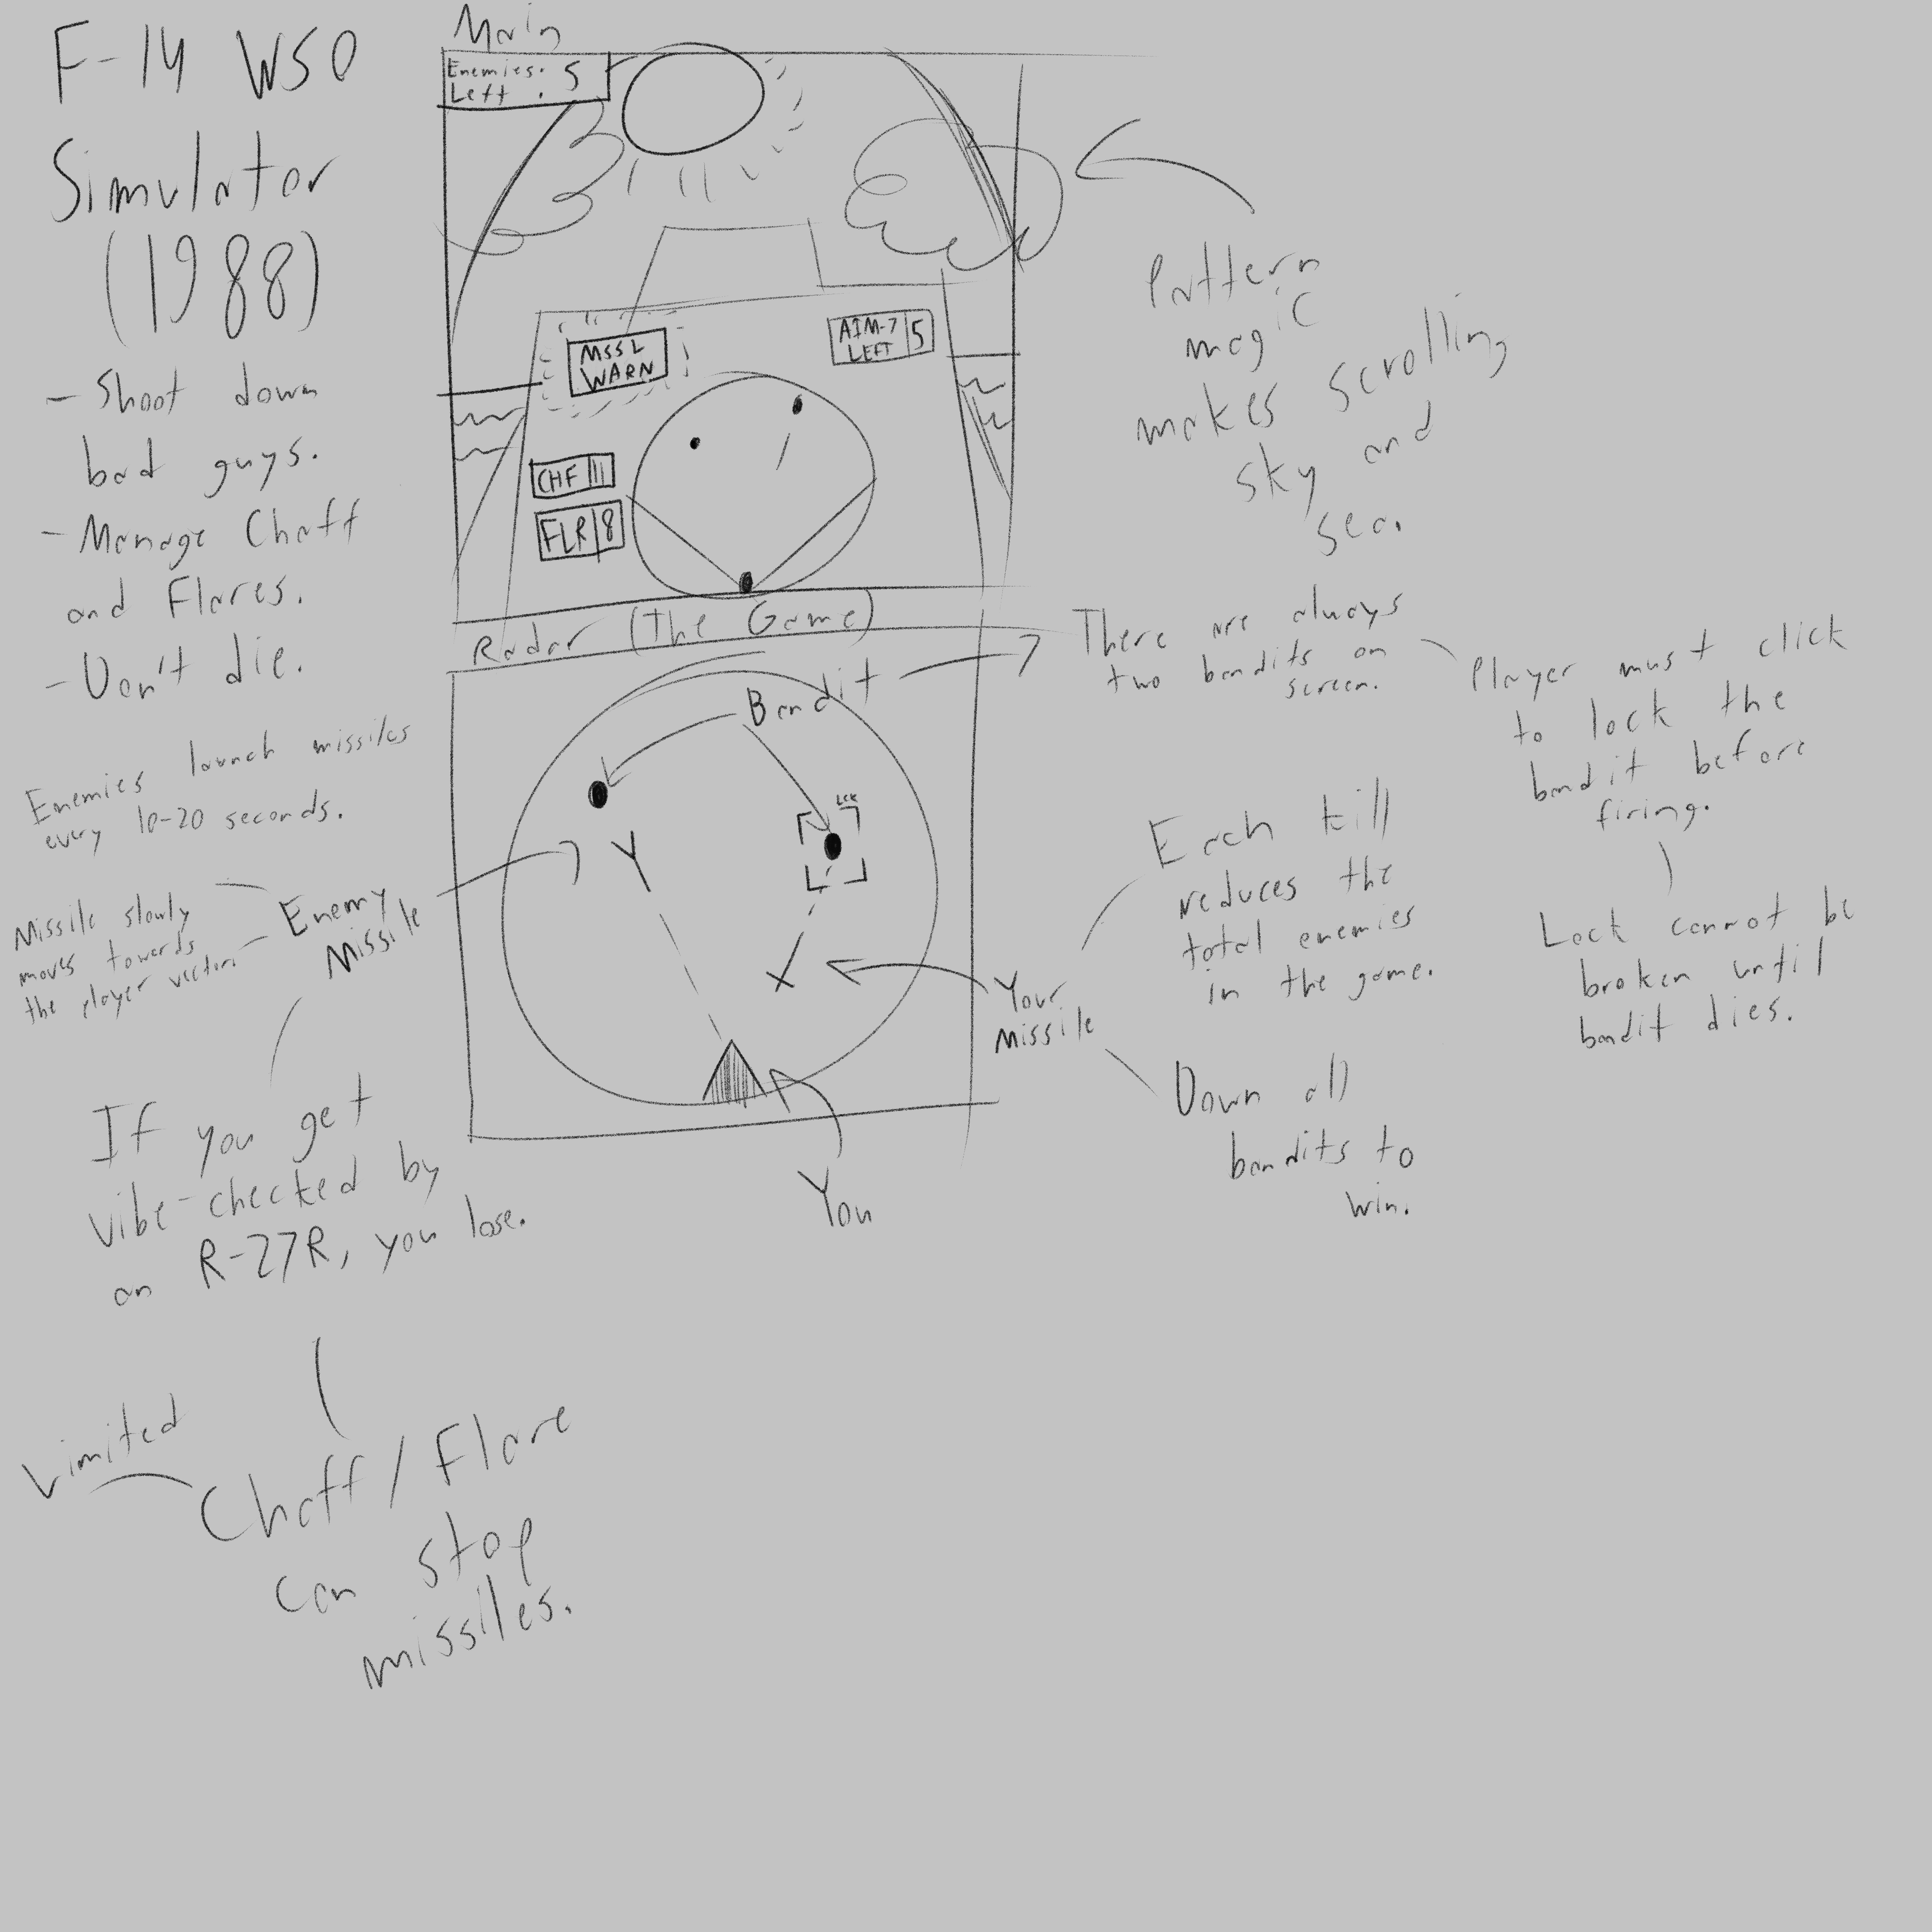 F-14 WSO
Simulator
(1988)
- Shoot down
bad guys.
- Manage Chaff
and Flares.
- Don't die.
Enemies launch missiles
every 10-20 seconds.
Missile slowly
moves towards
the player vector.
Enemy
Missile
If you get
vibe-checked by
an R-27R, you lose.
Limited
Chaff/Flare
can stop
missiles.
Main
Enemies: 5
Left :
MSSL
WARN
AIM-7 5
LEFT
CHF 11
FLR 8
Radar (The Game)
Bandit
LCK
Your
Missile
You
Pattern
magic
makes scrolling
sky and
sea.
There are always
two bandits on
screen.
Player must click
to lock the
bandit before
firing.
Lock cannot be
broken until
bandit dies.
Each kill
reduces the
total enemies
in the game.
Down all
bandits to
win.